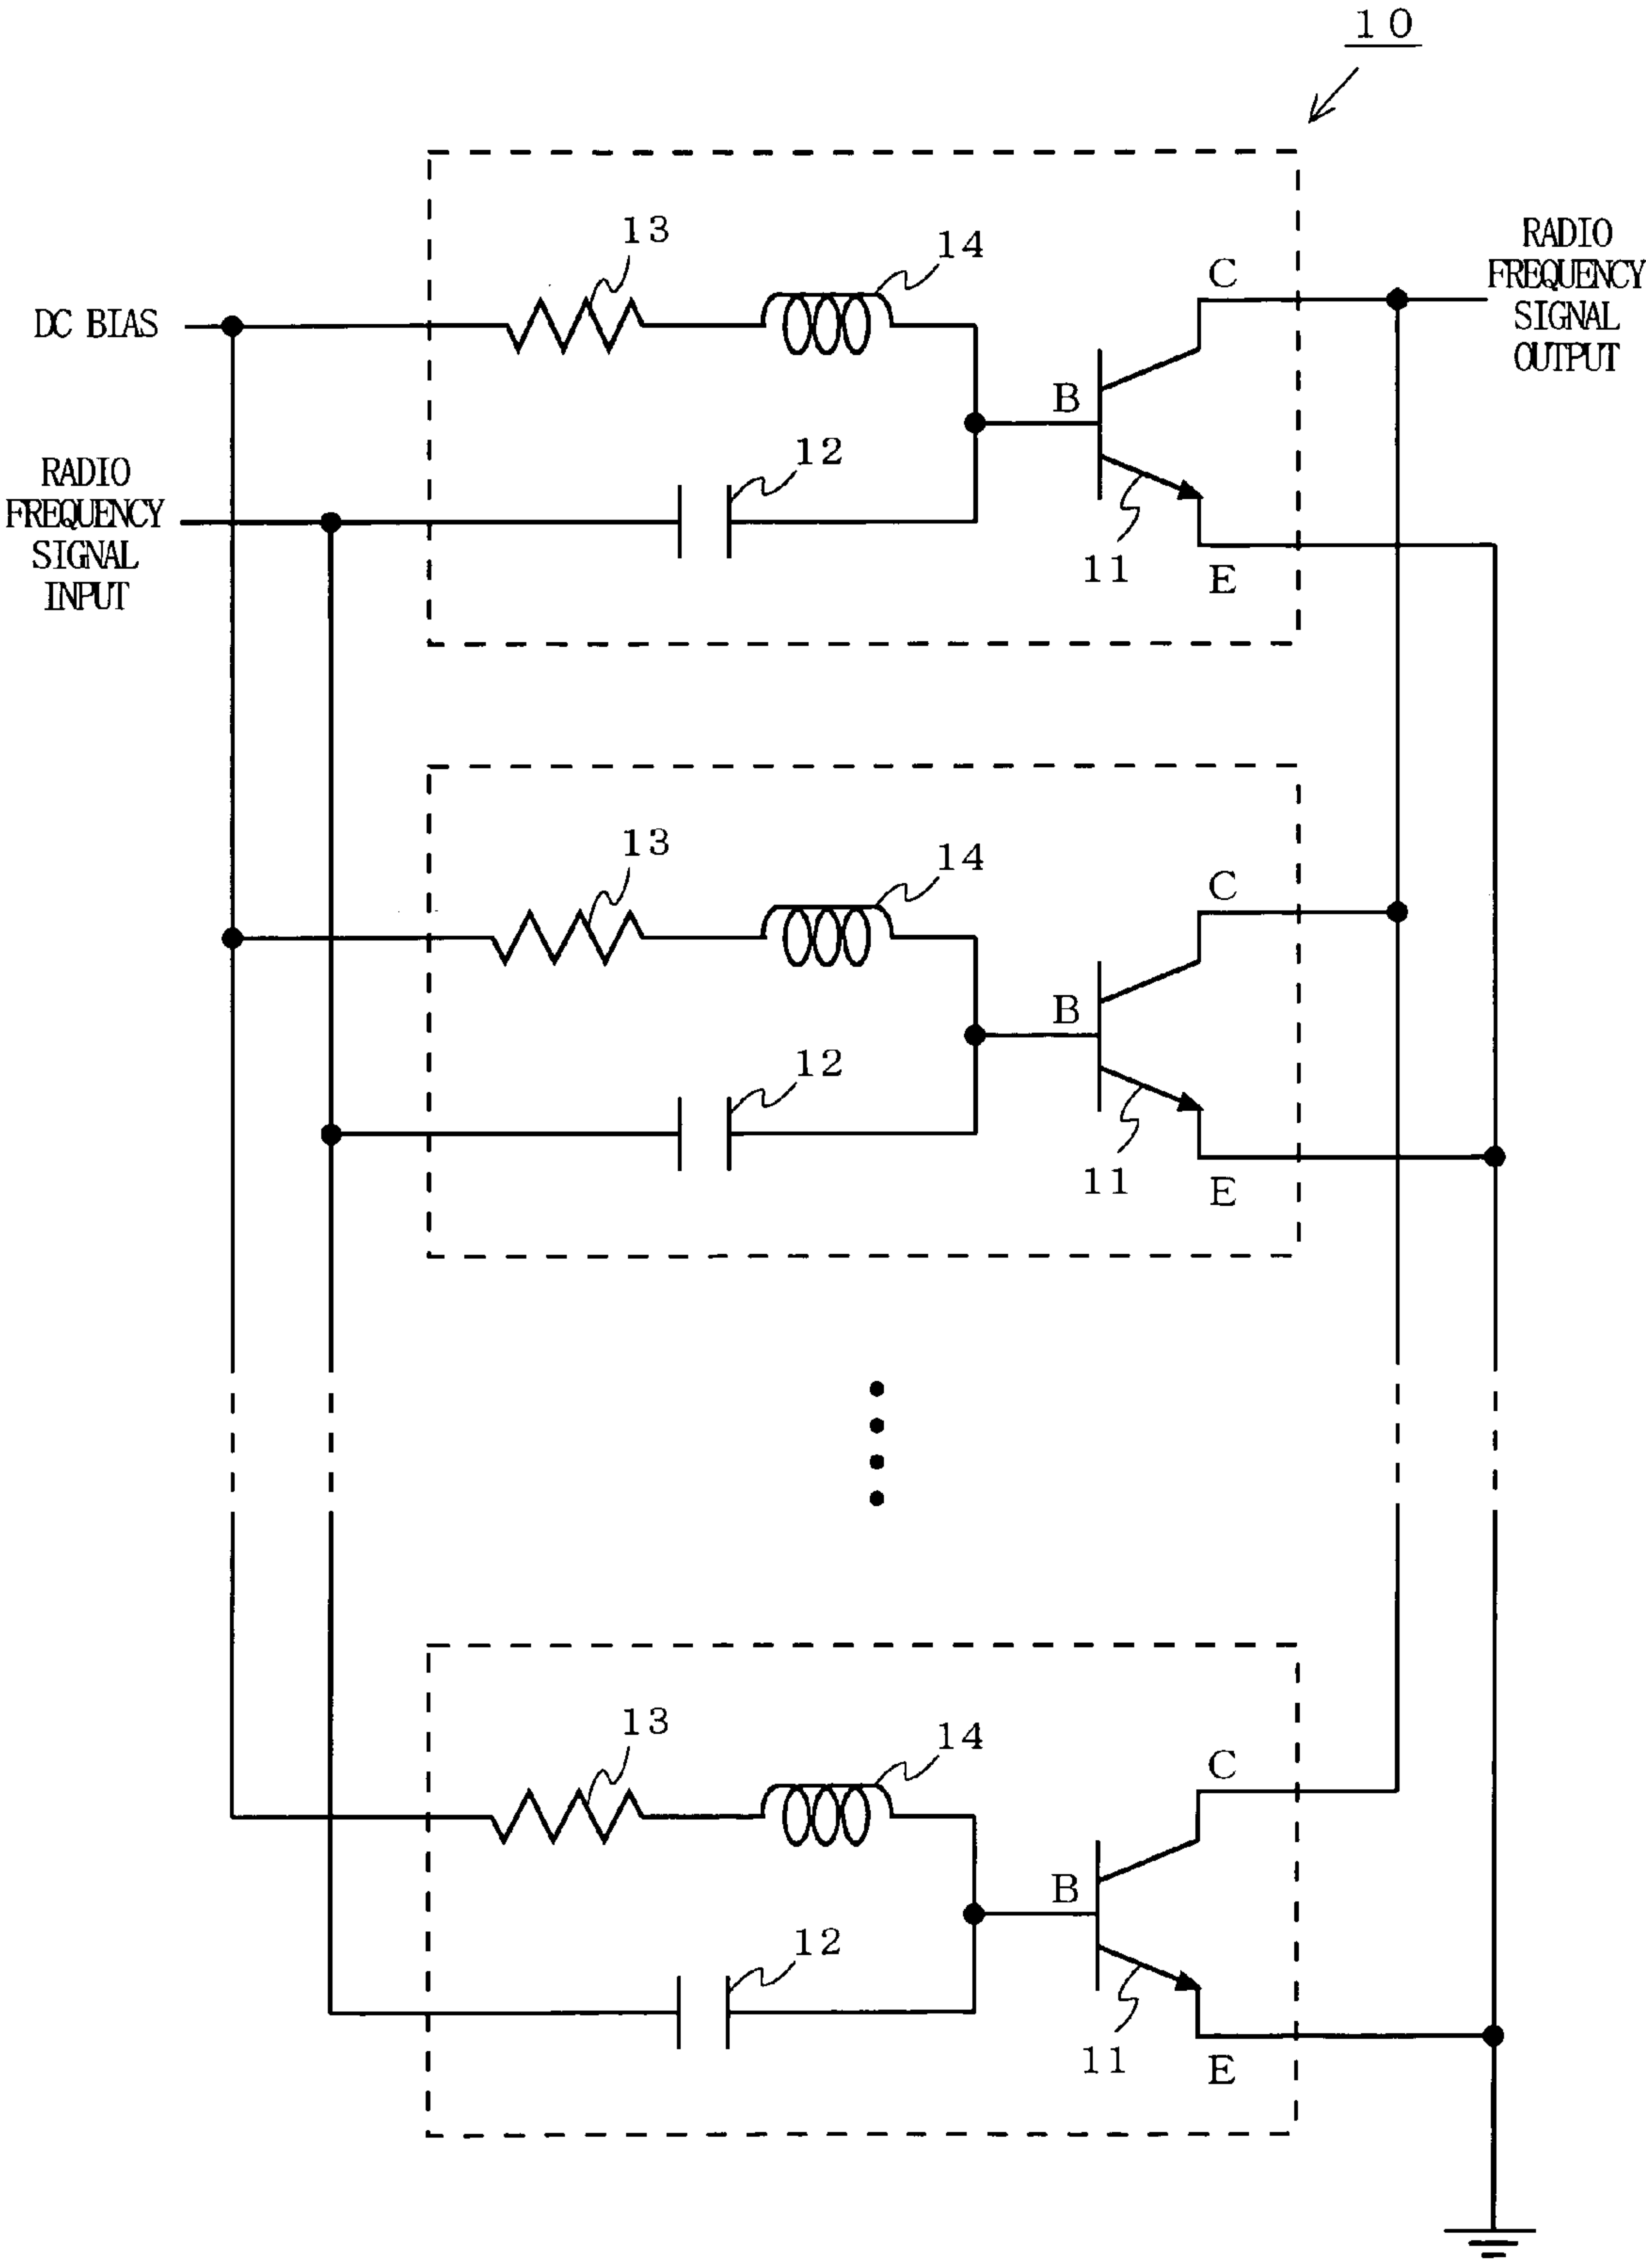 10
13
14
C
RADIO
FREQUENCY
SIGNAL
OUTPUT
DC BIAS
B
12
RADIO
FREQUENCY
SIGNAL
INPUT
11
E
13
14
C
B
12
11
E
13
14
C
B
12
11
E